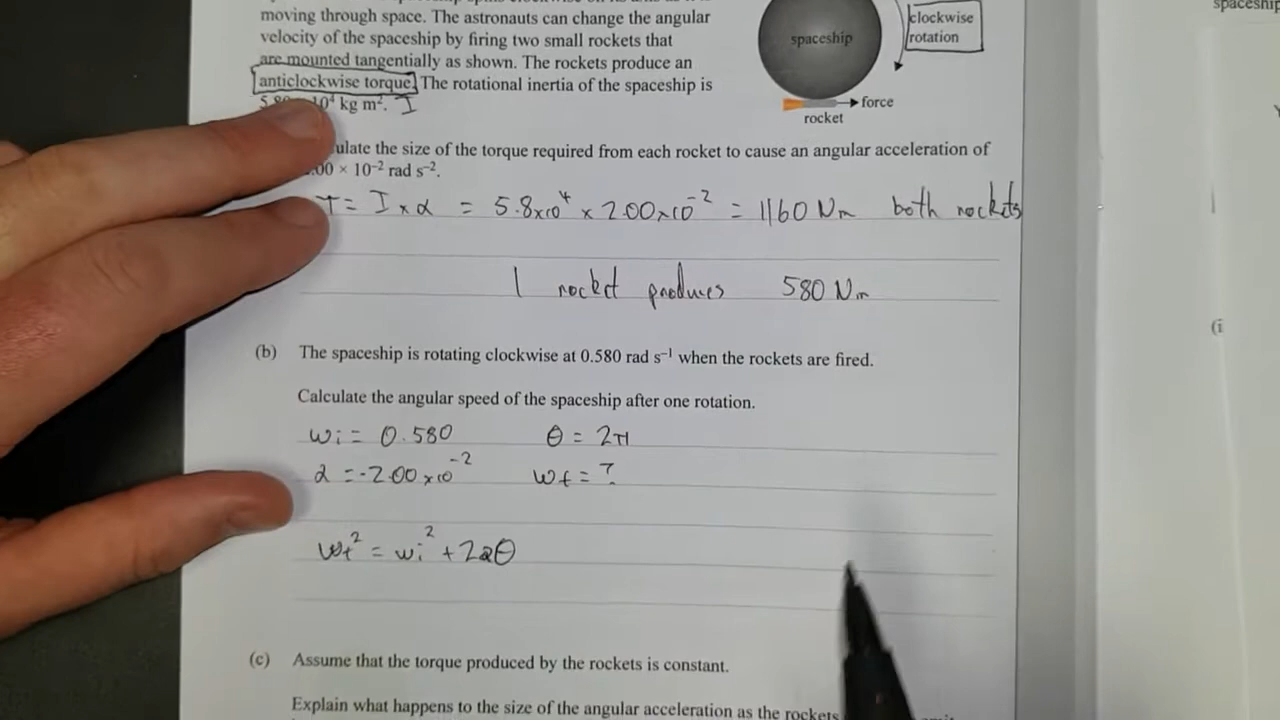 moving through space. The astronauts can change the angular
velocity of the spaceship by firing two small rockets that
are mounted tangentially as shown. The rockets produce an
anticlockwise torque. The rotational inertia of the spaceship is
10⁴ kg m². I
spaceship
clockwise
rotation
force
rocket
ulate the size of the torque required from each rocket to cause an angular acceleration of
.00 × 10⁻² rad s⁻².
T = I × α = 5.8×10⁴ × 2.00×10⁻² = 1160 Nm both rockets
1 rocket produces 580 Nm
(b) The spaceship is rotating clockwise at 0.580 rad s⁻¹ when the rockets are fired.
Calculate the angular speed of the spaceship after one rotation.
ωi = 0.580 θ = 2π
α = -2.00×10⁻² ωf = ?
ωf² = ωi² + 2αθ
(c) Assume that the torque produced by the rockets is constant.
Explain what happens to the size of the angular acceleration as the rockets
spaceship
(i